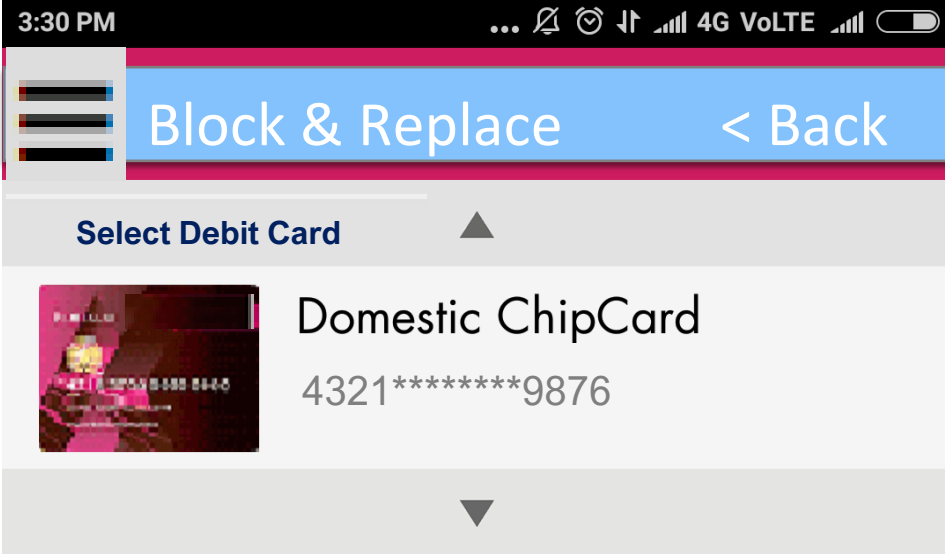 3:30 PM ... 4G VoLTE
Block & Replace < Back
Select Debit Card
Domestic ChipCard
4321********9876